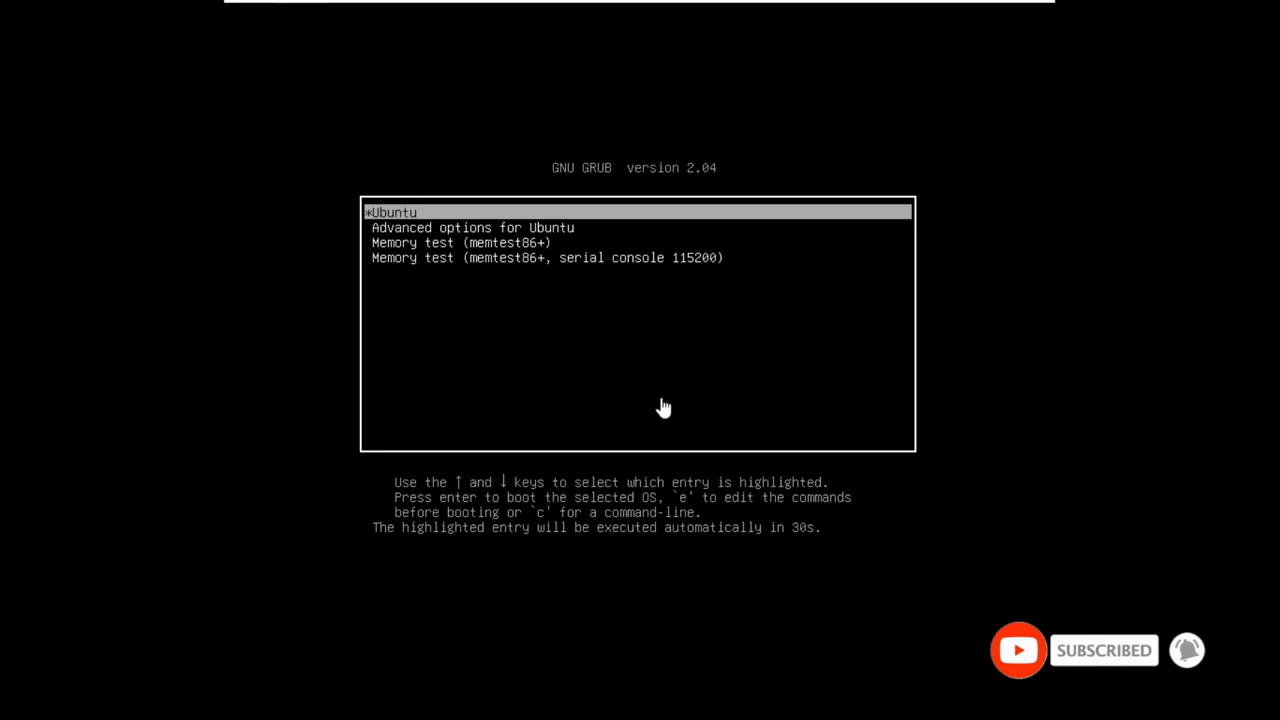 GNU GRUB  version 2.04
*Ubuntu
Advanced options for Ubuntu
Memory test (memtest86+)
Memory test (memtest86+, serial console 115200)
Use the ↑ and ↓ keys to select which entry is highlighted.
Press enter to boot the selected OS, `e' to edit the commands
before booting or `c' for a command-line.
The highlighted entry will be executed automatically in 30s.
SUBSCRIBED